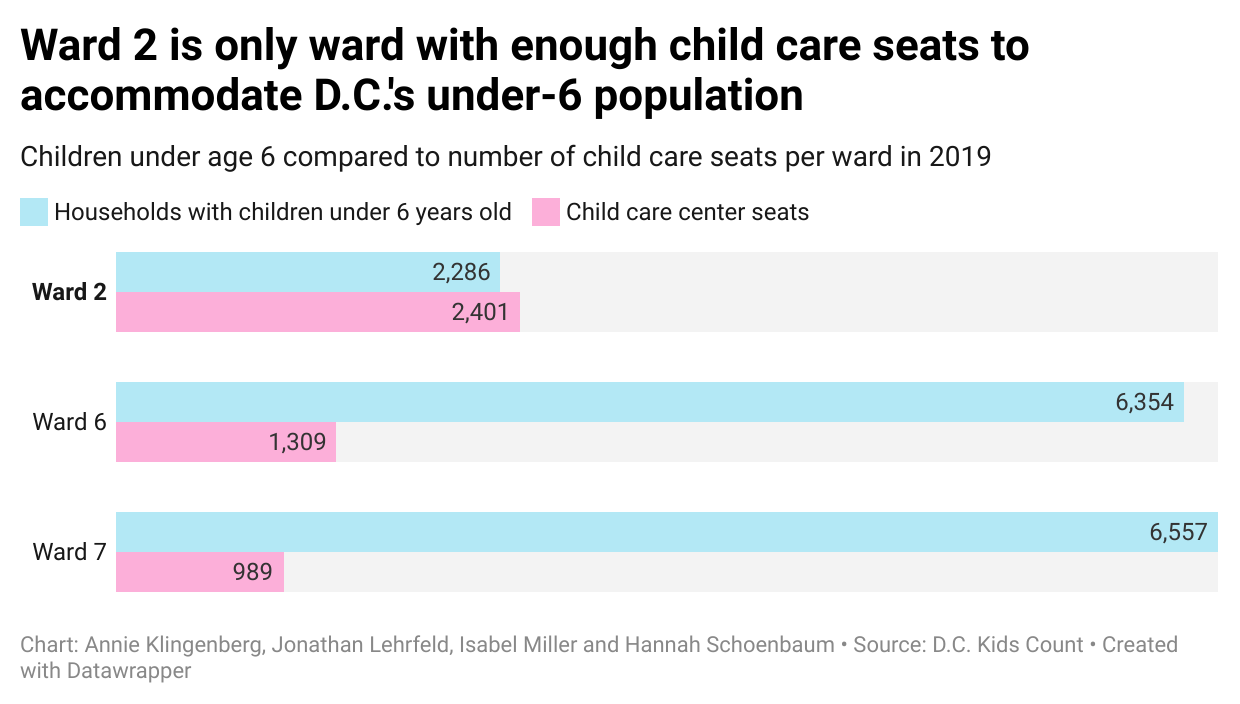 Ward 2 is only ward with enough child care seats to
accommodate D.C.'s under-6 population
Children under age 6 compared to number of child care seats per ward in 2019
Households with children under 6 years old Child care center seats
Ward 2
2,286
2,401
Ward 6
6,354
1,309
Ward 7
6,557
989
Chart: Annie Klingenberg, Jonathan Lehrfeld, Isabel Miller and Hannah Schoenbaum • Source: D.C. Kids Count • Created
with Datawrapper